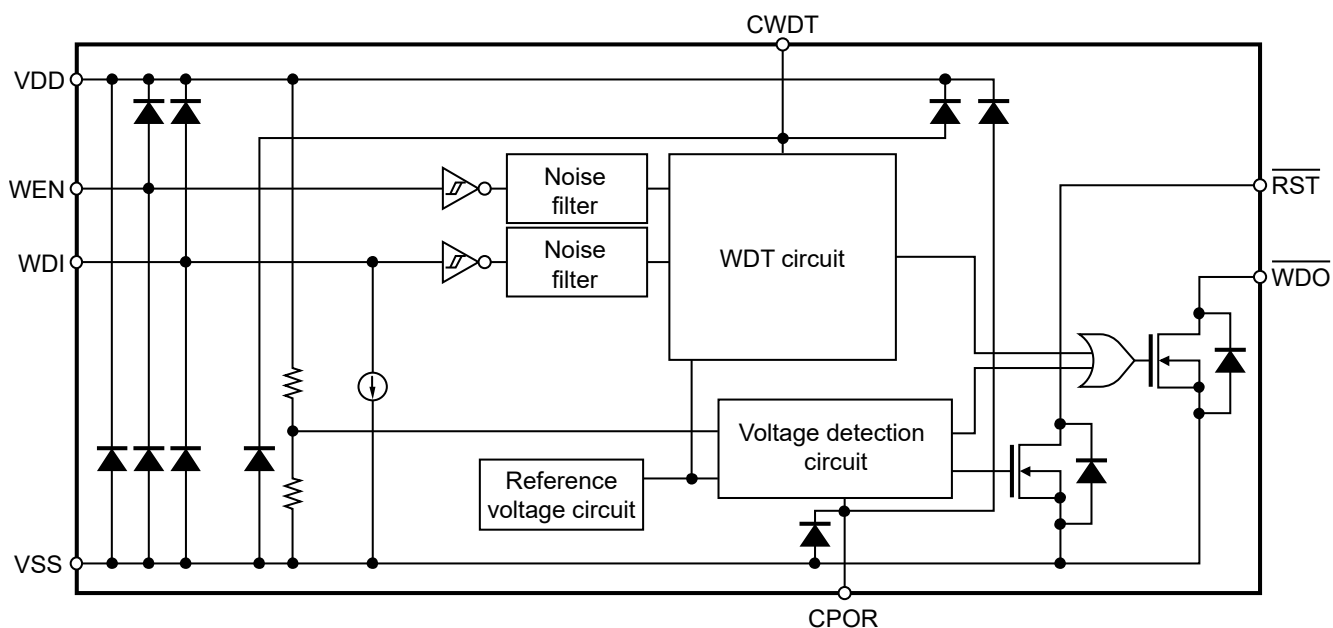 CWDT
VDD
WEN
Noise
filter
WDT circuit
RST
WDI
Noise
filter
WDO
Voltage detection
circuit
Reference
voltage circuit
VSS
CPOR